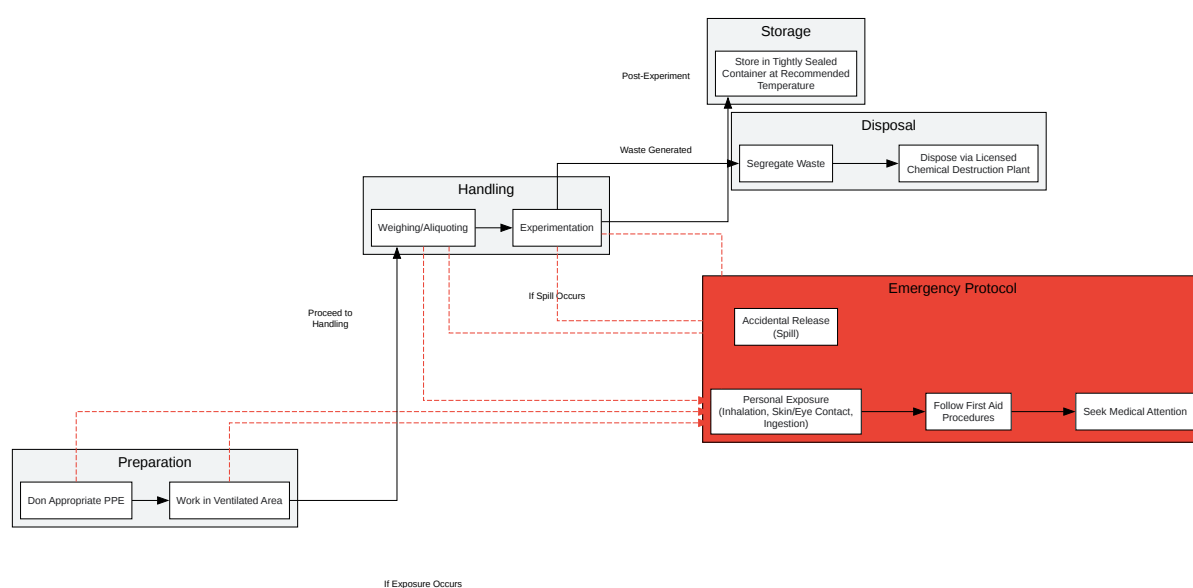 Storage
Store in Tightly Sealed
Container at Recommended
Temperature
Post-Experiment
Disposal
Waste Generated
Segregate Waste
Dispose via Licensed
Chemical Destruction Plant
Handling
Weighing/Aliquoting
Experimentation
If Spill Occurs
Emergency Protocol
Proceed to
Handling
Accidental Release
(Spill)
Personal Exposure
(Inhalation, Skin/Eye Contact,
Ingestion)
Follow First Aid
Procedures
Seek Medical Attention
Preparation
Don Appropriate PPE
Work in Ventilated Area
If Exposure Occurs